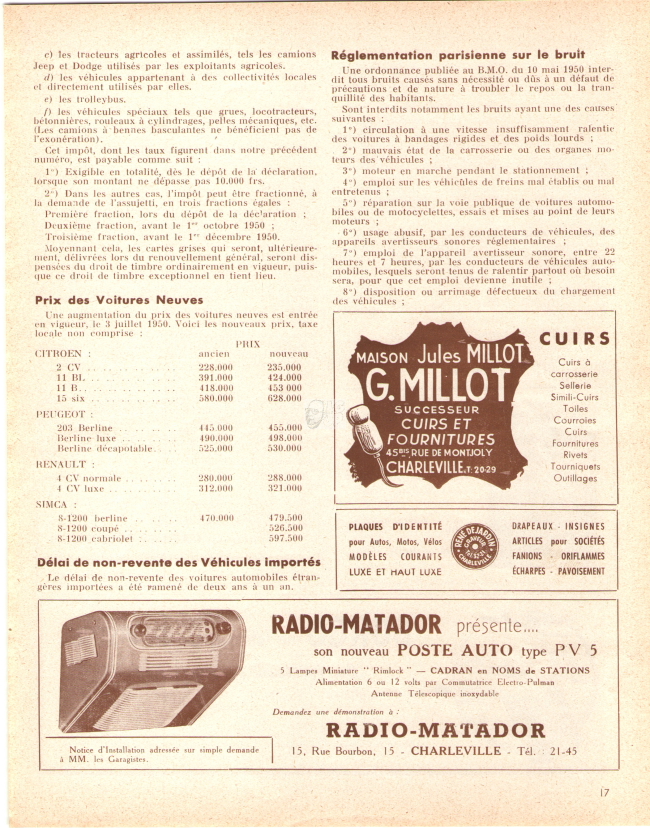 c) les tracteurs agricoles et assimilés, tels les camions
Jeep et Dodge utilisés par les exploitants agricoles.
d) les véhicules appartenant à des collectivités locales
et directement utilisés par elles.
e) les trolleybus.
f) les véhicules spéciaux tels que grues, locotracteurs,
bétonnières, rouleaux à cylindrages, pelles mécaniques, etc.
(Les camions à bennes basculantes ne bénéficient pas de
l'exonération).
Cet impôt, dont les taux figurent dans notre précédent
numéro, est payable comme suit :
1°) Exigible en totalité, dès le dépôt de la déclaration,
lorsque son montant ne dépasse pas 10.000 frs.
2°) Dans les autres cas, l'impôt peut être fractionné, à
la demande de l'assujetti, en trois fractions égales :
Première fraction, lors du dépôt de la déclaration ;
Deuxième fraction, avant le 1er octobre 1950 ;
Troisième fraction, avant le 1er décembre 1950.
Moyennant cela, les cartes grises qui seront, ultérieure-
ment, délivrées lors du renouvellement général, seront dis-
pensées du droit de timbre ordinairement en vigueur, puis-
que ce droit de timbre exceptionnel en tient lieu.
Prix des Voitures Neuves
Une augmentation du prix des voitures neuves est entrée
en vigueur, le 3 juillet 1950. Voici les nouveaux prix, taxe
locale non comprise :
PRIX
CITROEN : ancien nouveau
2 CV . . . . . . . . . . 228.000 235.000
11 BL . . . . . . . . . . 391.000 424.000
11 B . . . . . . . . . . 418.000 453 000
15 six . . . . . . . . . . 580.000 628.000
PEUGEOT :
203 Berline . . . . . . 445.000 455.000
Berline luxe . . . . . . 490.000 498.000
Berline décapotable . . . . 525.000 530.000
RENAULT :
4 CV normale . . . . . . 280.000 288.000
4 CV luxe . . . . . . 312.000 321.000
SIMCA :
8-1200 berline . . . . . . 470.000 479.500
8-1200 coupé . . . . . . 526.500
8-1200 cabriolet : . . . . 597.500
Délai de non-revente des Véhicules importés
Le délai de non-revente des voitures automobiles étran-
gères importées a été ramené de deux ans à un an.
Réglementation parisienne sur le bruit
Une ordonnance publiée au B.M.O. du 10 mai 1950 inter-
dit tous bruits causés sans nécessité ou dûs à un défaut de
précautions et de nature à troubler le repos ou la tran-
quillité des habitants.
Sont interdits notamment les bruits ayant une des causes
suivantes :
1°) circulation à une vitesse insuffisamment ralentie
des voitures à bandages rigides et des poids lourds ;
2°) mauvais état de la carrosserie ou des organes mo-
teurs des véhicules ;
3°) moteur en marche pendant le stationnement ;
4°) emploi sur les véhicules de freins mal établis ou mal
entretenus ;
5°) réparation sur la voie publique de voitures automo-
biles ou de motocyclettes, essais et mises au point de leurs
moteurs ;
6°) usage abusif, par les conducteurs de véhicules, des
appareils avertisseurs sonores réglementaires ;
7°) emploi de l'appareil avertisseur sonore, entre 22
heures et 7 heures, par les conducteurs de véhicules auto-
mobiles, lesquels seront tenus de ralentir partout où besoin
sera, pour que cet emploi devienne inutile ;
8°) disposition ou arrimage défectueux du chargement
des véhicules ;
MAISON Jules MILLOT
G. MILLOT
SUCCESSEUR
CUIRS ET
FOURNITURES
45BIS RUE DE MONTJOLY
CHARLEVILLE.T: 20-29
CUIRS
Cuirs à
carrosserie
Sellerie
Simili-Cuirs
Toiles
Courroies
Cuirs
Fournitures
Rivets
Tourniquets
Outillages
PLAQUES D'IDENTITÉ
pour Autos, Motos, Vélos
MODÈLES COURANTS
LUXE ET HAUT LUXE
RENÉ DEJARDIN
GRAVEUR
CHARLEVILLE
DRAPEAUX - INSIGNES
ARTICLES pour SOCIÉTÉS
FANIONS - ORIFLAMMES
ÉCHARPES - PAVOISEMENT
RADIO-MATADOR présente....
son nouveau POSTE AUTO type PV 5
5 Lampes Miniature " Rimlock " — CADRAN en NOMS de STATIONS
Alimentation 6 ou 12 volts par Commutatrice Electro-Pulman
Antenne Télescopique inoxydable
Demandez une démonstration à :
RADIO-MATADOR
15, Rue Bourbon, 15 - CHARLEVILLE - Tél. : 21-45
Notice d'Installation adressée sur simple demande
à MM. les Garagistes.
17